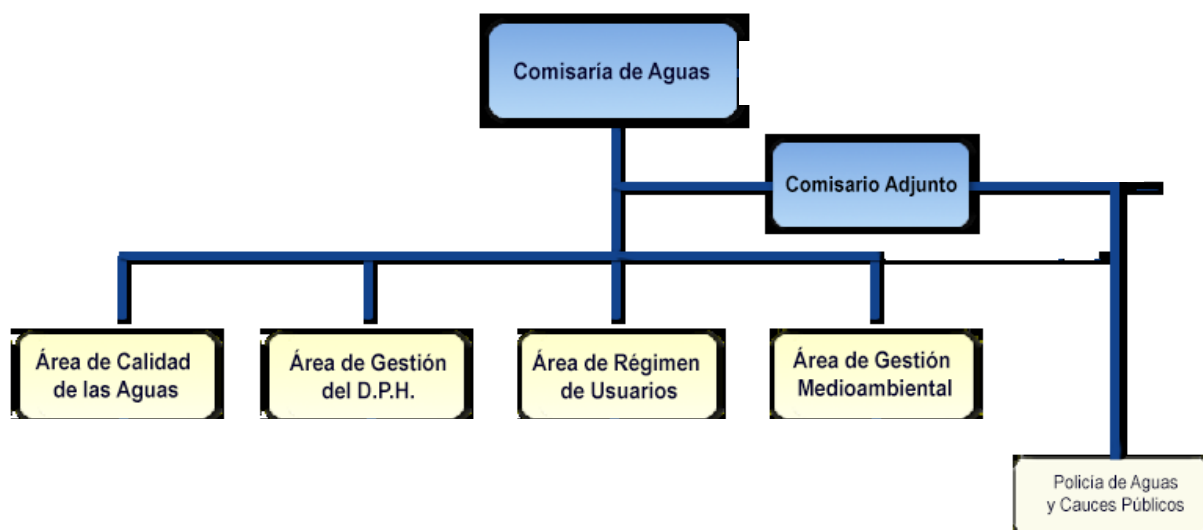 Comisaría de Aguas
Comisario Adjunto
Área de Calidad
de las Aguas
Área de Gestión
del D.P.H.
Área de Régimen
de Usuarios
Área de Gestión
Medioambiental
Policía de Aguas
y Cauces Públicos